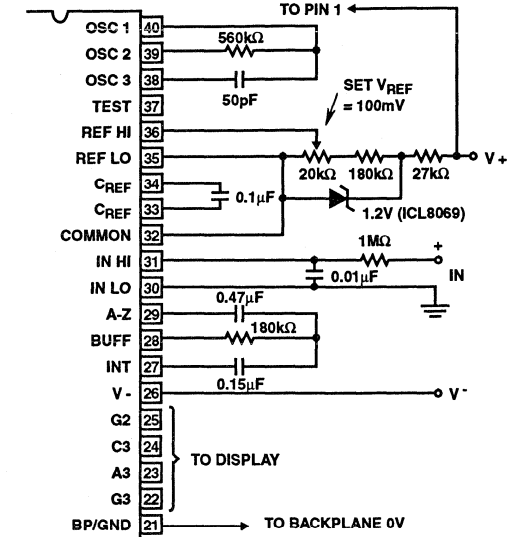 TO PIN 1
OSC 1 40
560kΩ
OSC 2 39
OSC 3 38
50pF
TEST 37
SET VREF
= 100mV
REF HI 36
REF LO 35
V+
20kΩ 180kΩ 27kΩ
CREF 34
0.1μF
CREF 33
1.2V (ICL8069)
COMMON 32
1MΩ
+
IN HI 31
0.01μF
IN
IN LO 30
0.47μF
A-Z 29
180kΩ
BUFF 28
INT 27
0.15μF
V - 26
V-
G2 25
C3 24
TO DISPLAY
A3 23
G3 22
BP/GND 21
TO BACKPLANE 0V